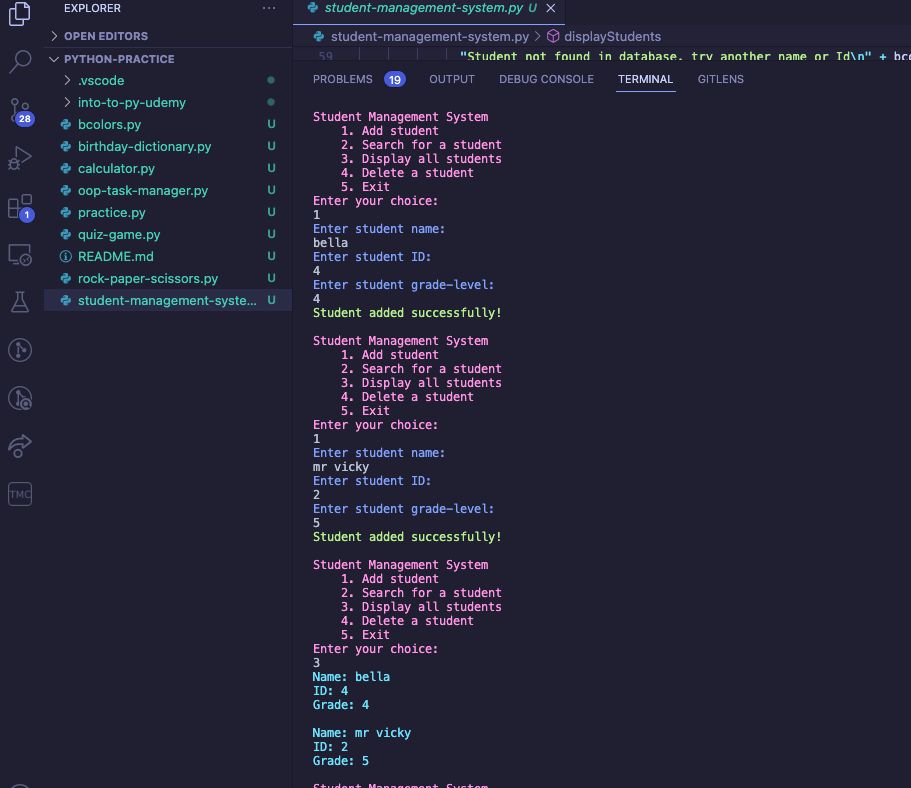 EXPLORER
···
OPEN EDITORS
PYTHON-PRACTICE
.vscode
into-to-py-udemy
bcolors.py U
birthday-dictionary.py U
calculator.py U
oop-task-manager.py U
practice.py U
quiz-game.py U
README.md U
rock-paper-scissors.py U
student-management-syste... U
28
1
TMC
student-management-system.py U
student-management-system.py > displayStudents
59 "Student not found in database, try another name or Id\n" + bco
PROBLEMS 19 OUTPUT DEBUG CONSOLE TERMINAL GITLENS
Student Management System
1. Add student
2. Search for a student
3. Display all students
4. Delete a student
5. Exit
Enter your choice:
1
Enter student name:
bella
Enter student ID:
4
Enter student grade-level:
4
Student added successfully!
Student Management System
1. Add student
2. Search for a student
3. Display all students
4. Delete a student
5. Exit
Enter your choice:
1
Enter student name:
mr vicky
Enter student ID:
2
Enter student grade-level:
5
Student added successfully!
Student Management System
1. Add student
2. Search for a student
3. Display all students
4. Delete a student
5. Exit
Enter your choice:
3
Name: bella
ID: 4
Grade: 4
Name: mr vicky
ID: 2
Grade: 5
Student Management System